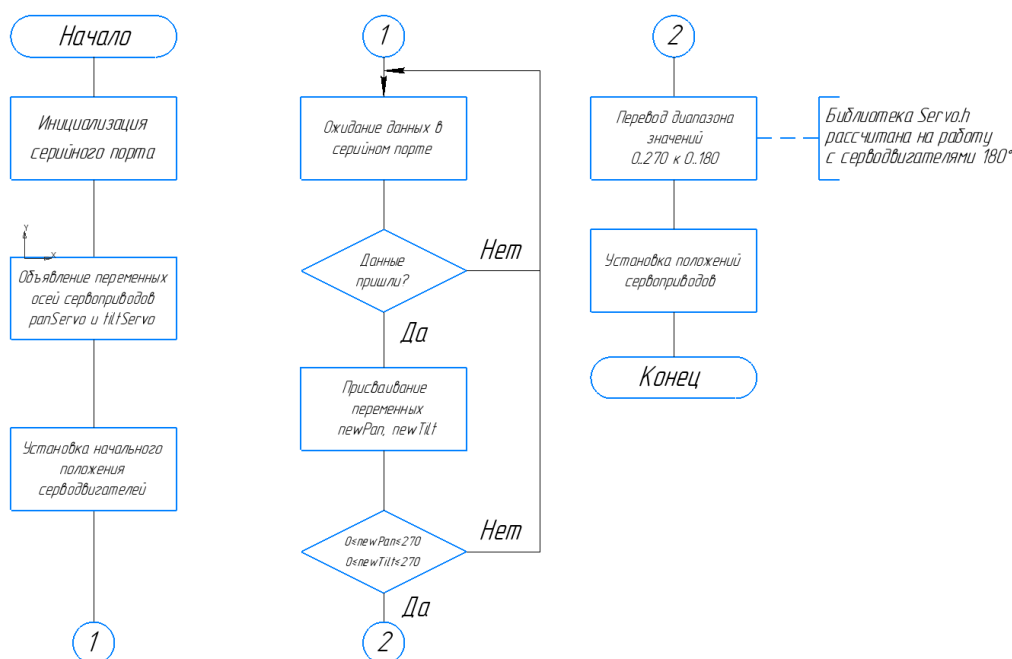 Начало
Инициализация
серийного порта
Y
X
Объявление переменных
осей сервоприводов
panServo и tiltServo
Установка начального
положения
серводвигателей
1
1
Ожидание данных в
серийном порте
Данные
пришли?
Нет
Да
Присваивание
переменных
newPan, newTilt
0≤newPan≤270
0≤newTilt≤270
Нет
Да
2
2
Перевод диапазона
значений
0..270 к 0..180
Библиотека Servo.h
рассчитана на работу
с серводвигателями 180°
Установка положений
сервоприводов
Конец